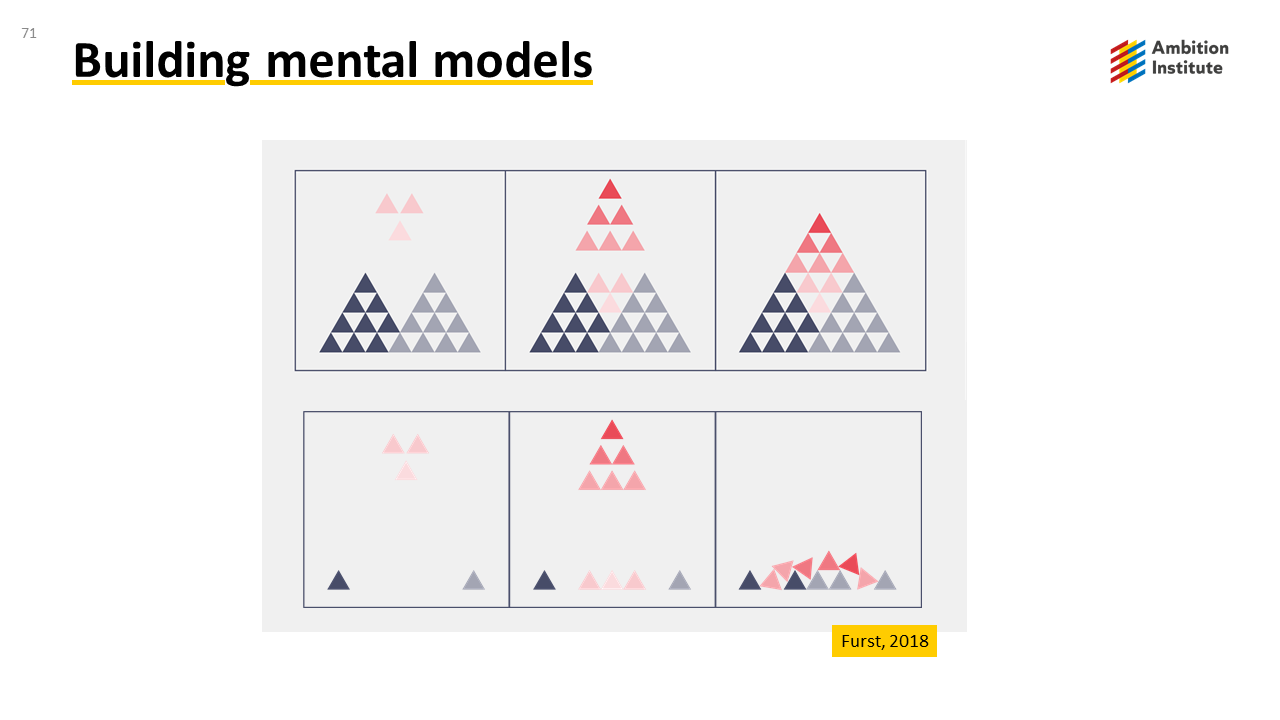 71
Building mental models
Ambition
Institute
Furst, 2018